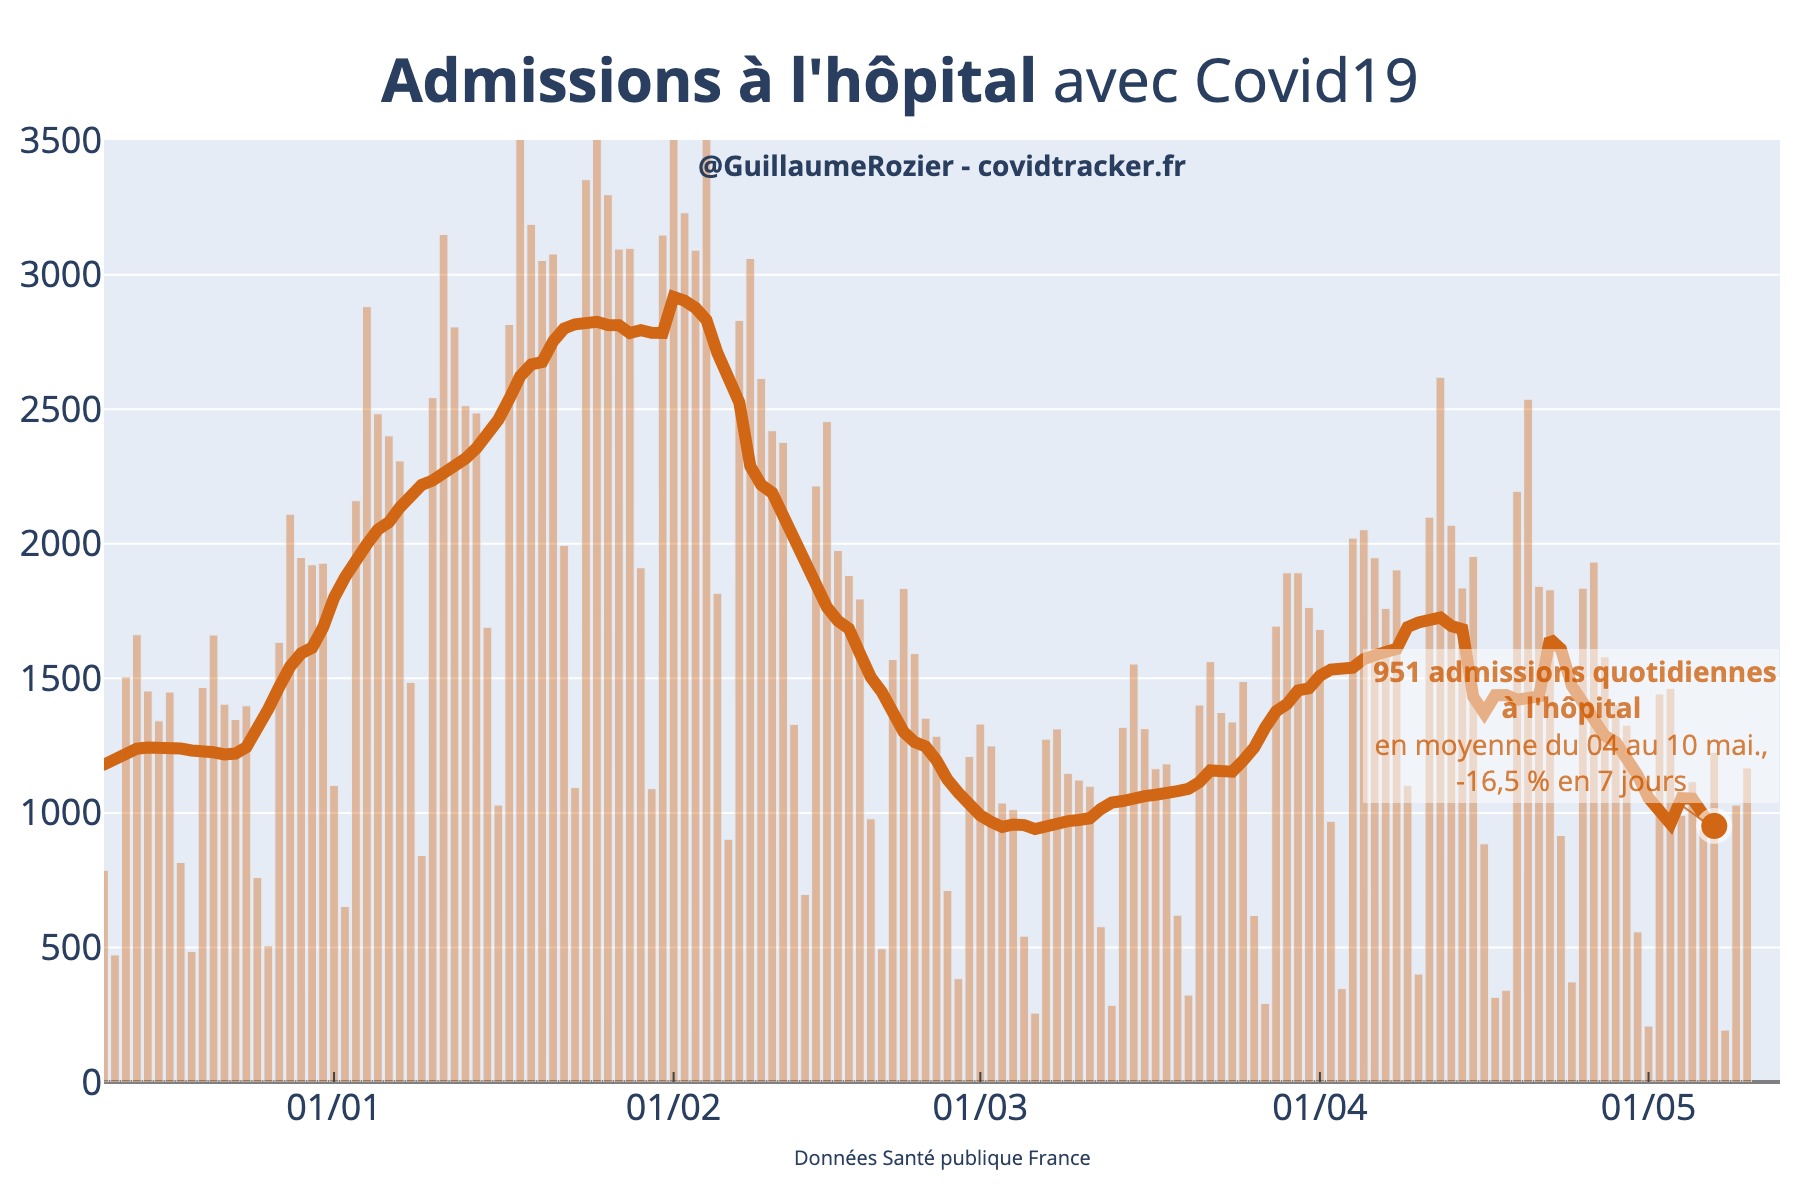 Admissions à l'hôpital avec Covid19
3500
@GuillaumeRozier - covidtracker.fr
3000
2500
2000
1500
951 admissions quotidiennes
à l'hôpital
en moyenne du 04 au 10 mai.,
-16,5 % en 7 jours
1000
500
0
01/01 01/02 01/03 01/04 01/05
Données Santé publique France